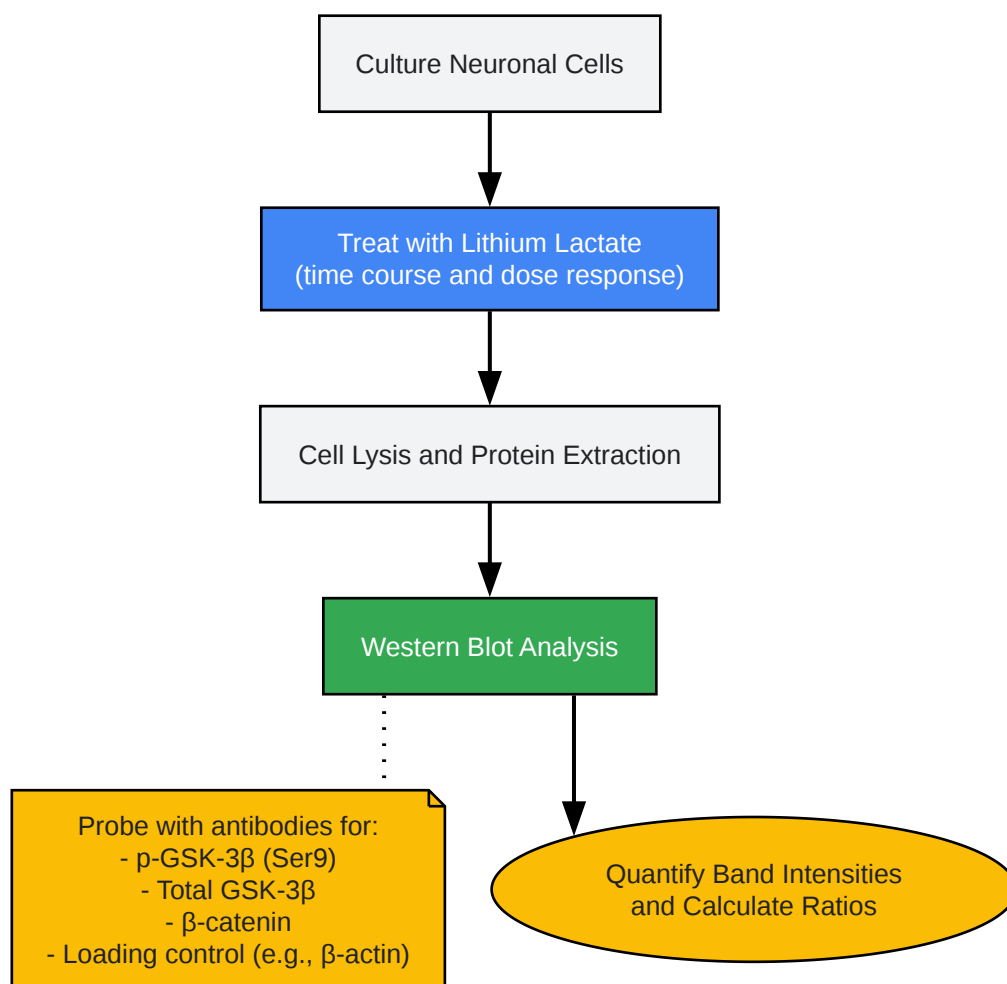 Culture Neuronal Cells
Treat with Lithium Lactate
(time course and dose response)
Cell Lysis and Protein Extraction
Western Blot Analysis
Probe with antibodies for:
- p-GSK-3β (Ser9)
- Total GSK-3β
- β-catenin
- Loading control (e.g., β-actin)
Quantify Band Intensities
and Calculate Ratios